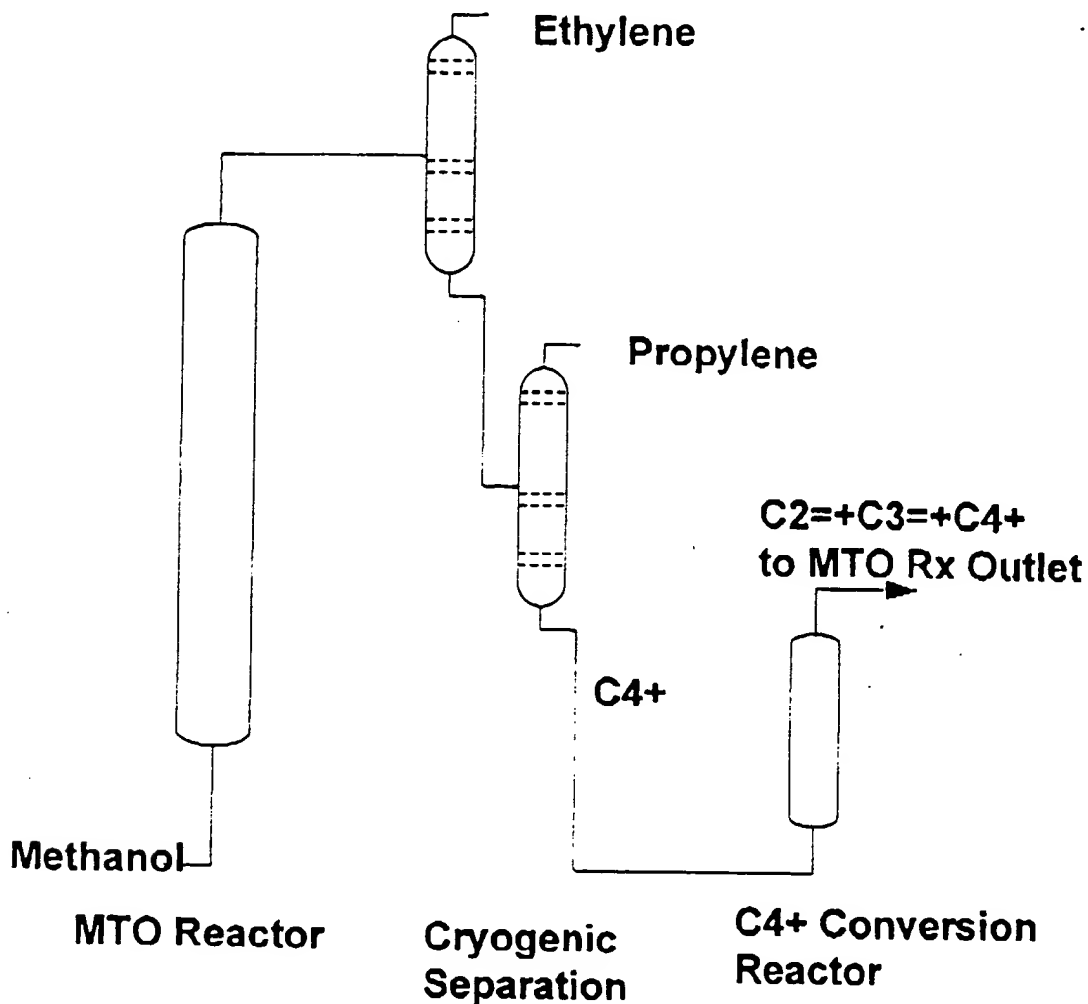 Ethylene
Propylene
C2=+C3=+C4+
to MTO Rx Outlet
C4+
Methanol
MTO Reactor
Cryogenic
Separation
C4+ Conversion
Reactor